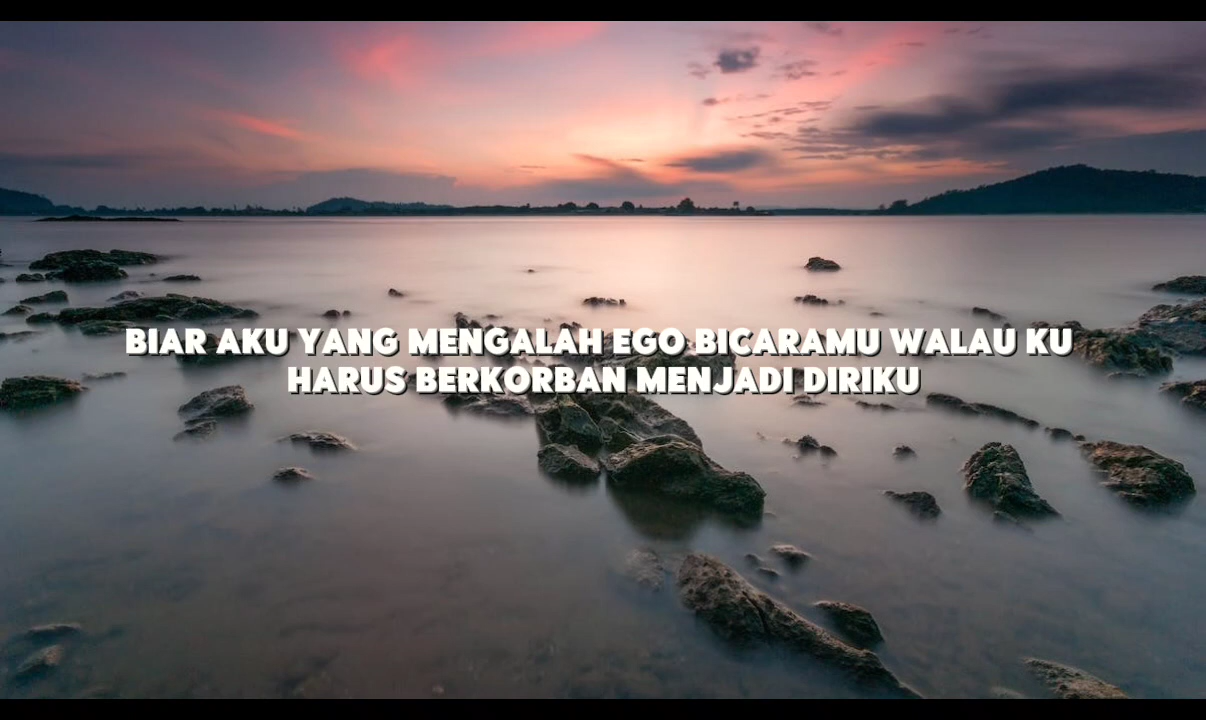 BIAR AKU YANG MENGALAH EGO BICARAMU WALAU KU
HARUS BERKORBAN MENJADI DIRIKU